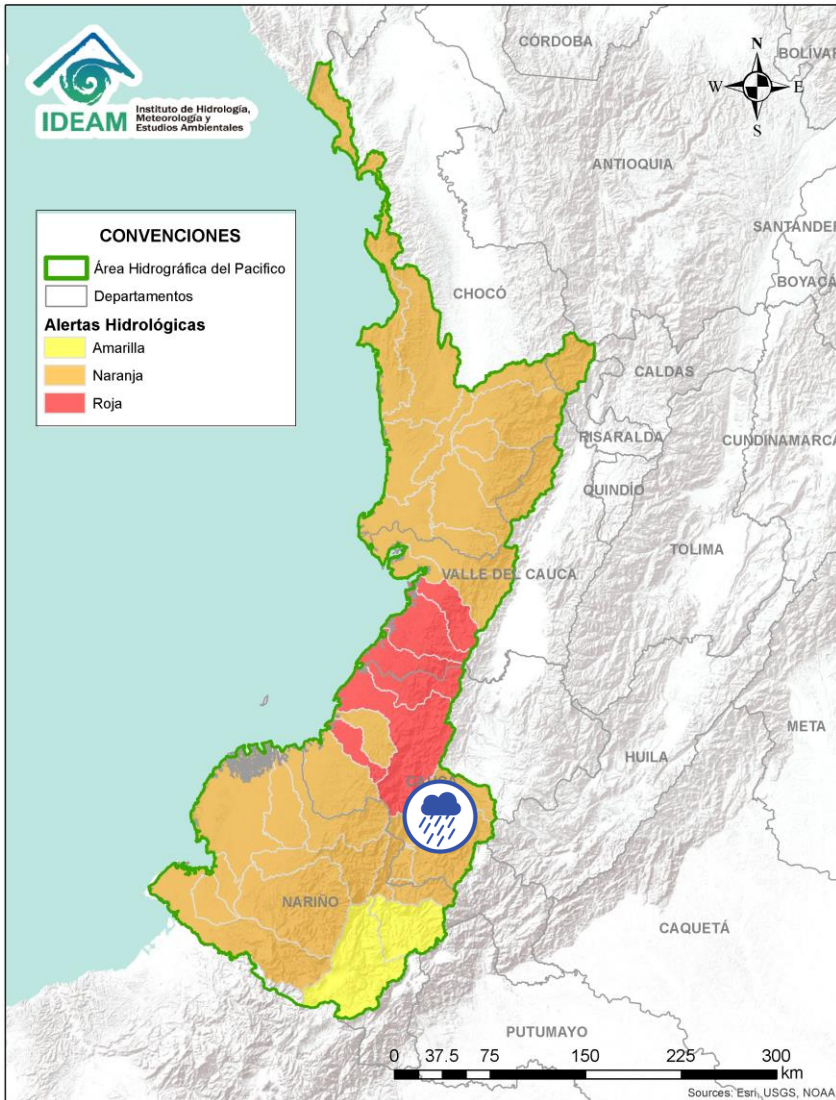 IDEAM
Instituto de Hidrología,
Meteorología y
Estudios Ambientales
CÓRDOBA
BOLÍVAR
N
W
E
S
ANTIOQUIA
SANTANDER
BOYACÁ
CONVENCIONES
Área Hidrográfica del Pacifico
Departamentos
Alertas Hidrológicas
Amarilla
Naranja
Roja
CHOCÓ
CALDAS
RISARALDA
CUNDINAMARCA
QUINDÍO
TOLIMA
VALLE DEL CAUCA
META
HUILA
CAUCA
NARIÑO
CAQUETÁ
PUTUMAYO
0 37.5 75 150 225 300
km
Sources: Esri, USGS, NOAA